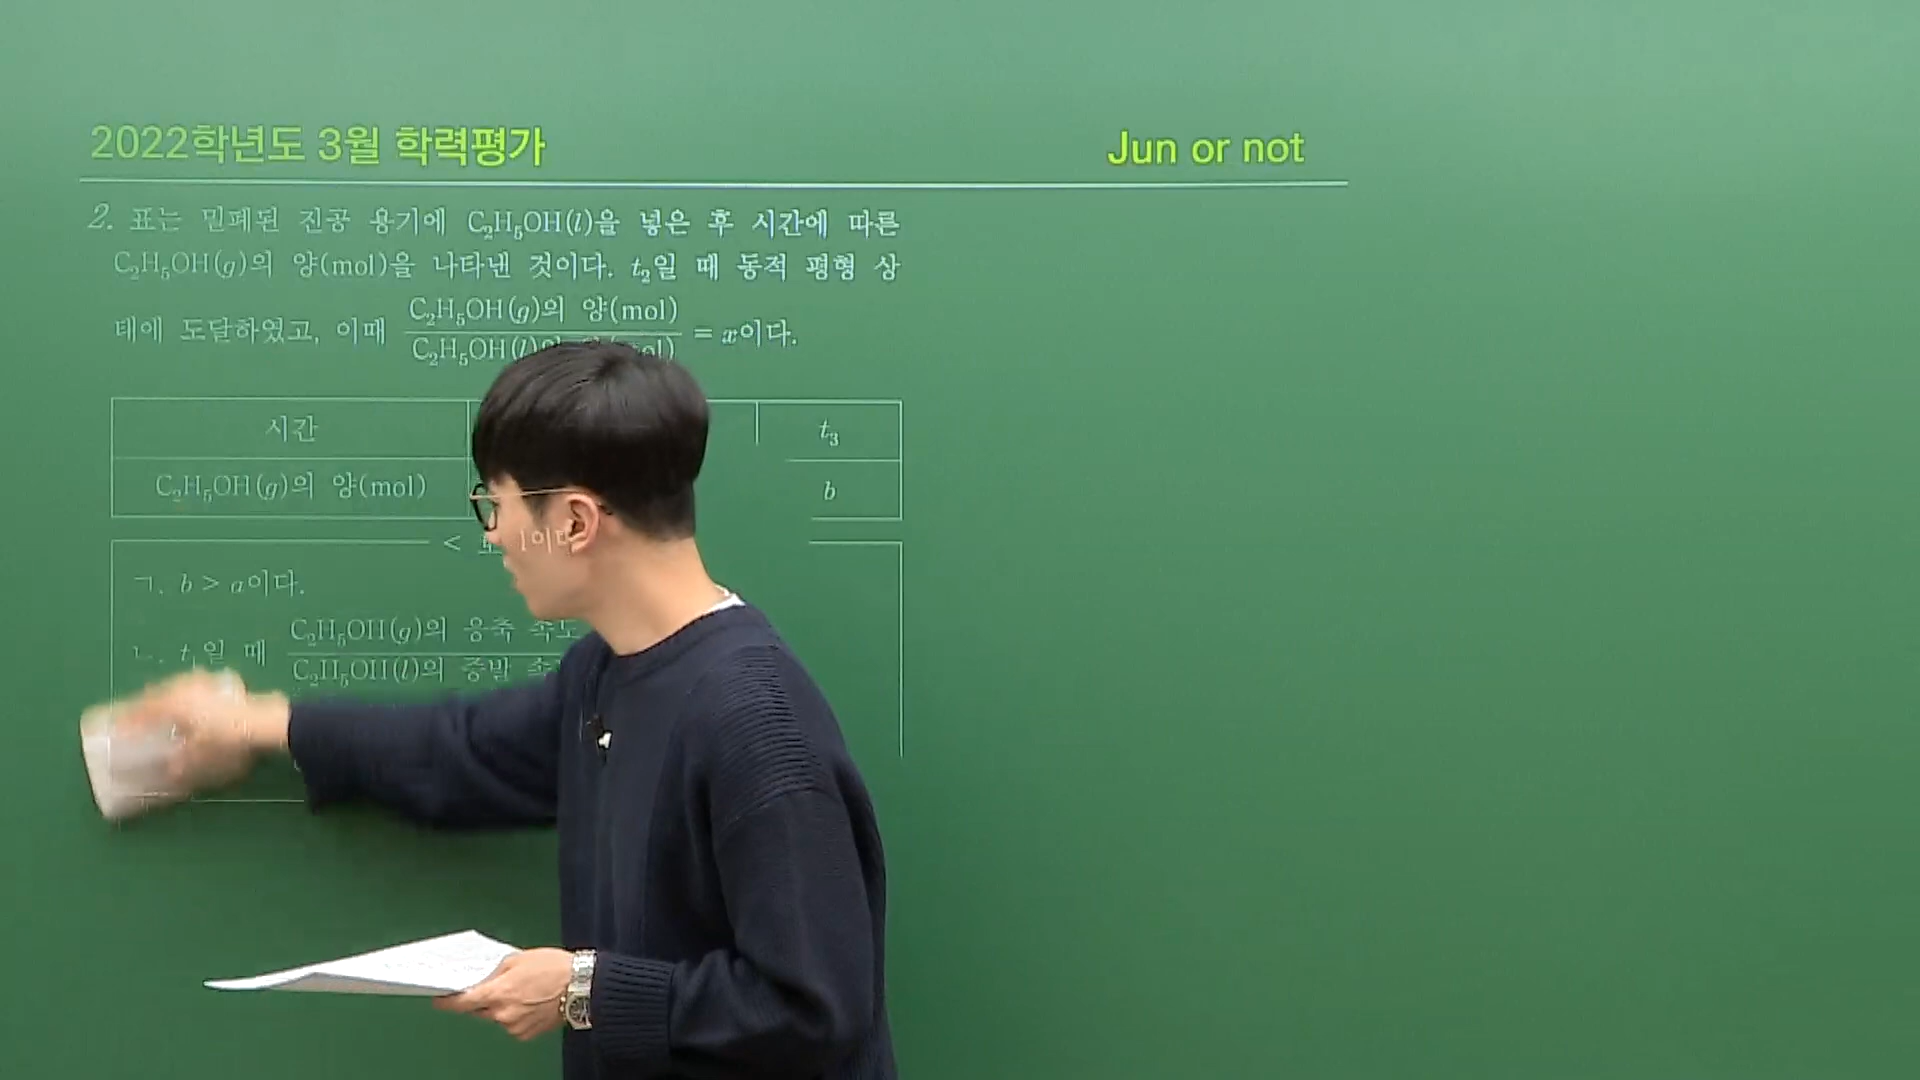 2022학년도 3월 학력평가
Jun or not
2. 표는 밀폐된 진공 용기에 C₂H₅OH(l)을 넣은 후 시간에 따른
C₂H₅OH(g)의 양(mol)을 나타낸 것이다. t₂일 때 동적 평형 상
태에 도달하였고, 이때 C₂H₅OH(g)의 양(mol) / C₂H₅OH(l) = x이다.
시간 t₃
C₂H₅OH(g)의 양(mol) b
<
ㄱ. b > a이다.
ㄴ. t₁일 때 C₂H₅OH(g)의 응축 속도 / C₂H₅OH(l)의 증발
1이다